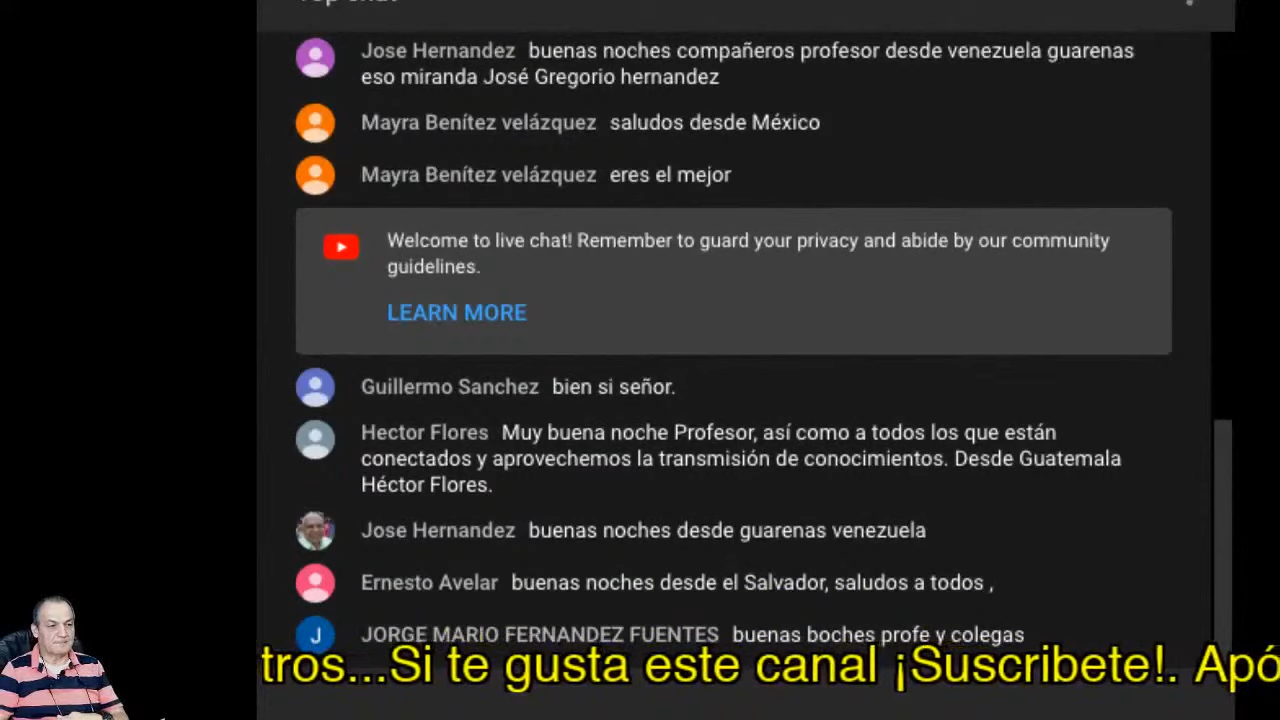 Top chat
Jose Hernandez buenas noches compañeros profesor desde venezuela guarenas
eso miranda José Gregorio hernandez
Mayra Benítez velázquez saludos desde México
Mayra Benítez velázquez eres el mejor
Welcome to live chat! Remember to guard your privacy and abide by our community
guidelines.
LEARN MORE
Guillermo Sanchez bien si señor.
Hector Flores Muy buena noche Profesor, así como a todos los que están
conectados y aprovechemos la transmisión de conocimientos. Desde Guatemala
Héctor Flores.
Jose Hernandez buenas noches desde guarenas venezuela
Ernesto Avelar buenas noches desde el Salvador, saludos a todos ,
J JORGE MARIO FERNANDEZ FUENTES buenas boches profe y colegas
tros...Si te gusta este canal ¡Suscribete!. Apó